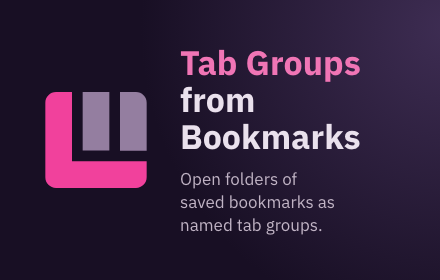 Tab Groups
from
Bookmarks
Open folders of
saved bookmarks as
named tab groups.